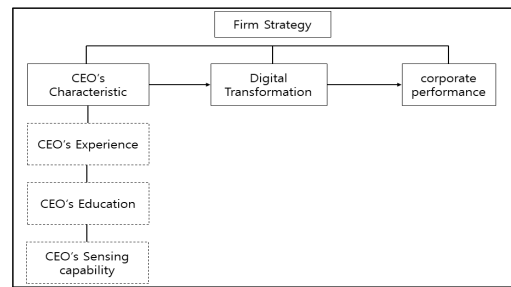 Firm Strategy
CEO's
Characteristic
Digital
Transformation
corporate
performance
CEO's Experience
CEO's Education
CEO's Sensing
capability